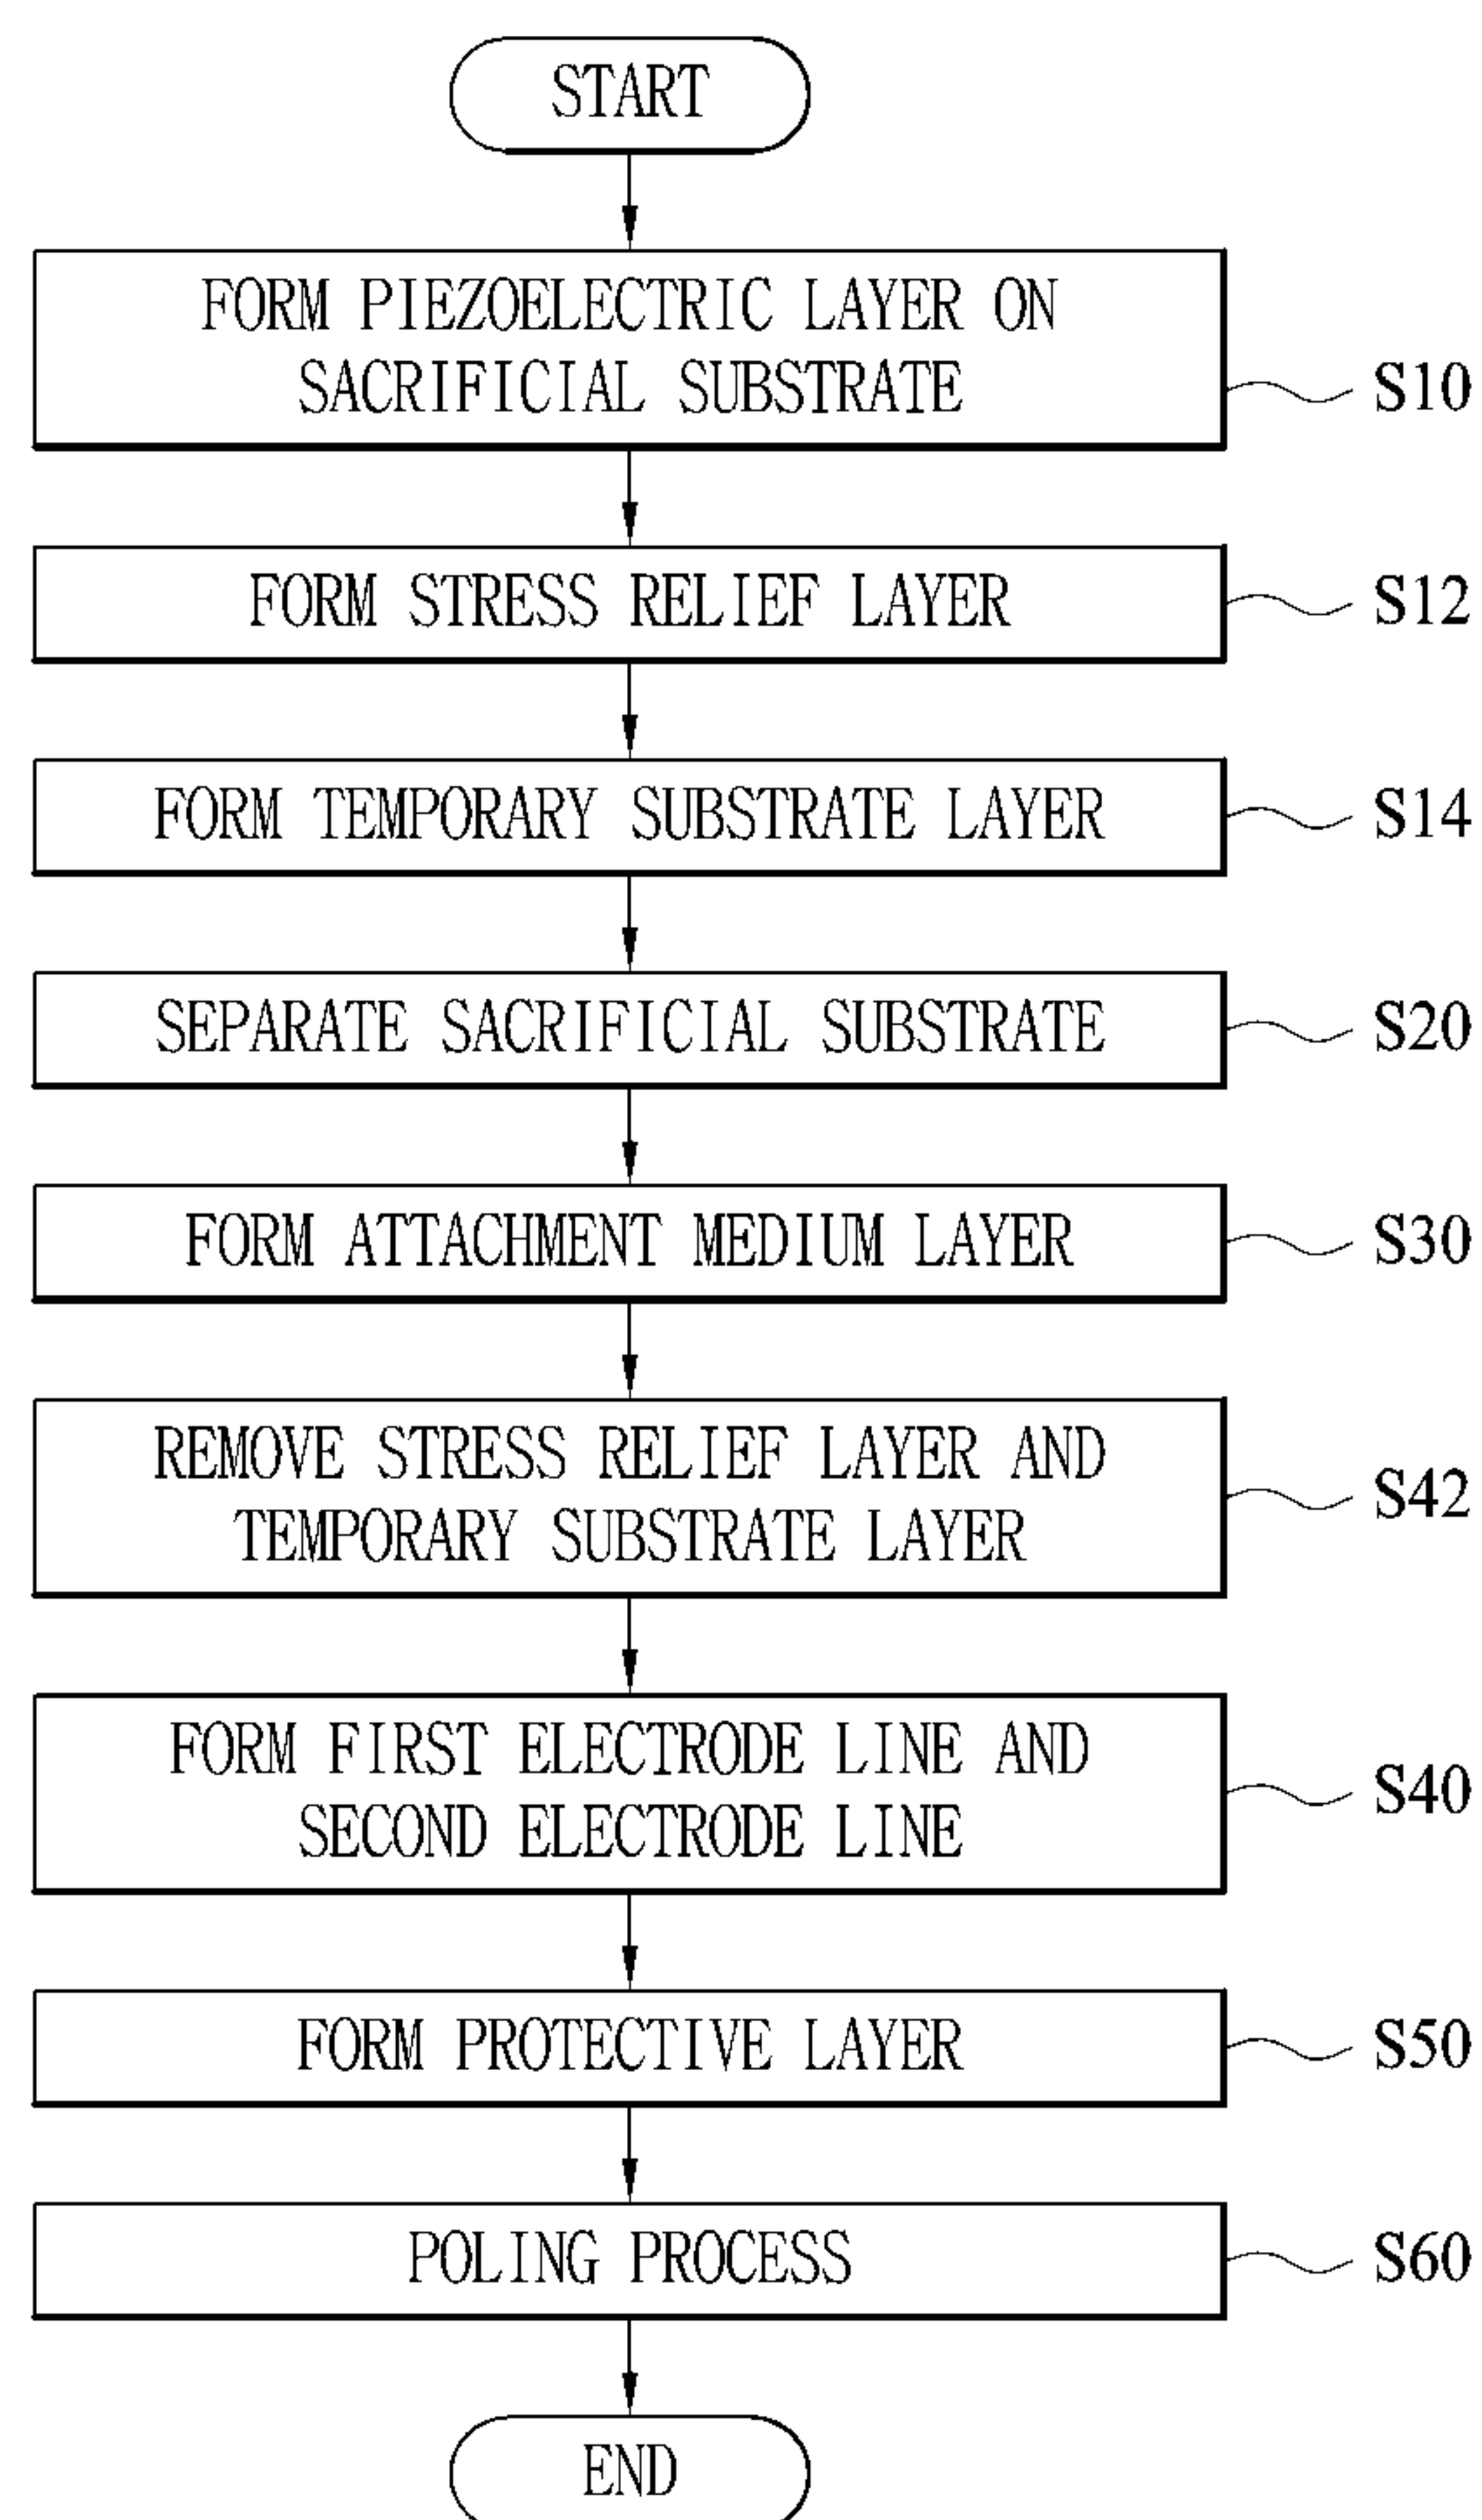 START
FORM PIEZOELECTRIC LAYER ON
SACRIFICIAL SUBSTRATE
S10
FORM STRESS RELIEF LAYER
S12
FORM TEMPORARY SUBSTRATE LAYER
S14
SEPARATE SACRIFICIAL SUBSTRATE
S20
FORM ATTACHMENT MEDIUM LAYER
S30
REMOVE STRESS RELIEF LAYER AND
TEMPORARY SUBSTRATE LAYER
S42
FORM FIRST ELECTRODE LINE AND
SECOND ELECTRODE LINE
S40
FORM PROTECTIVE LAYER
S50
POLING PROCESS
S60
END